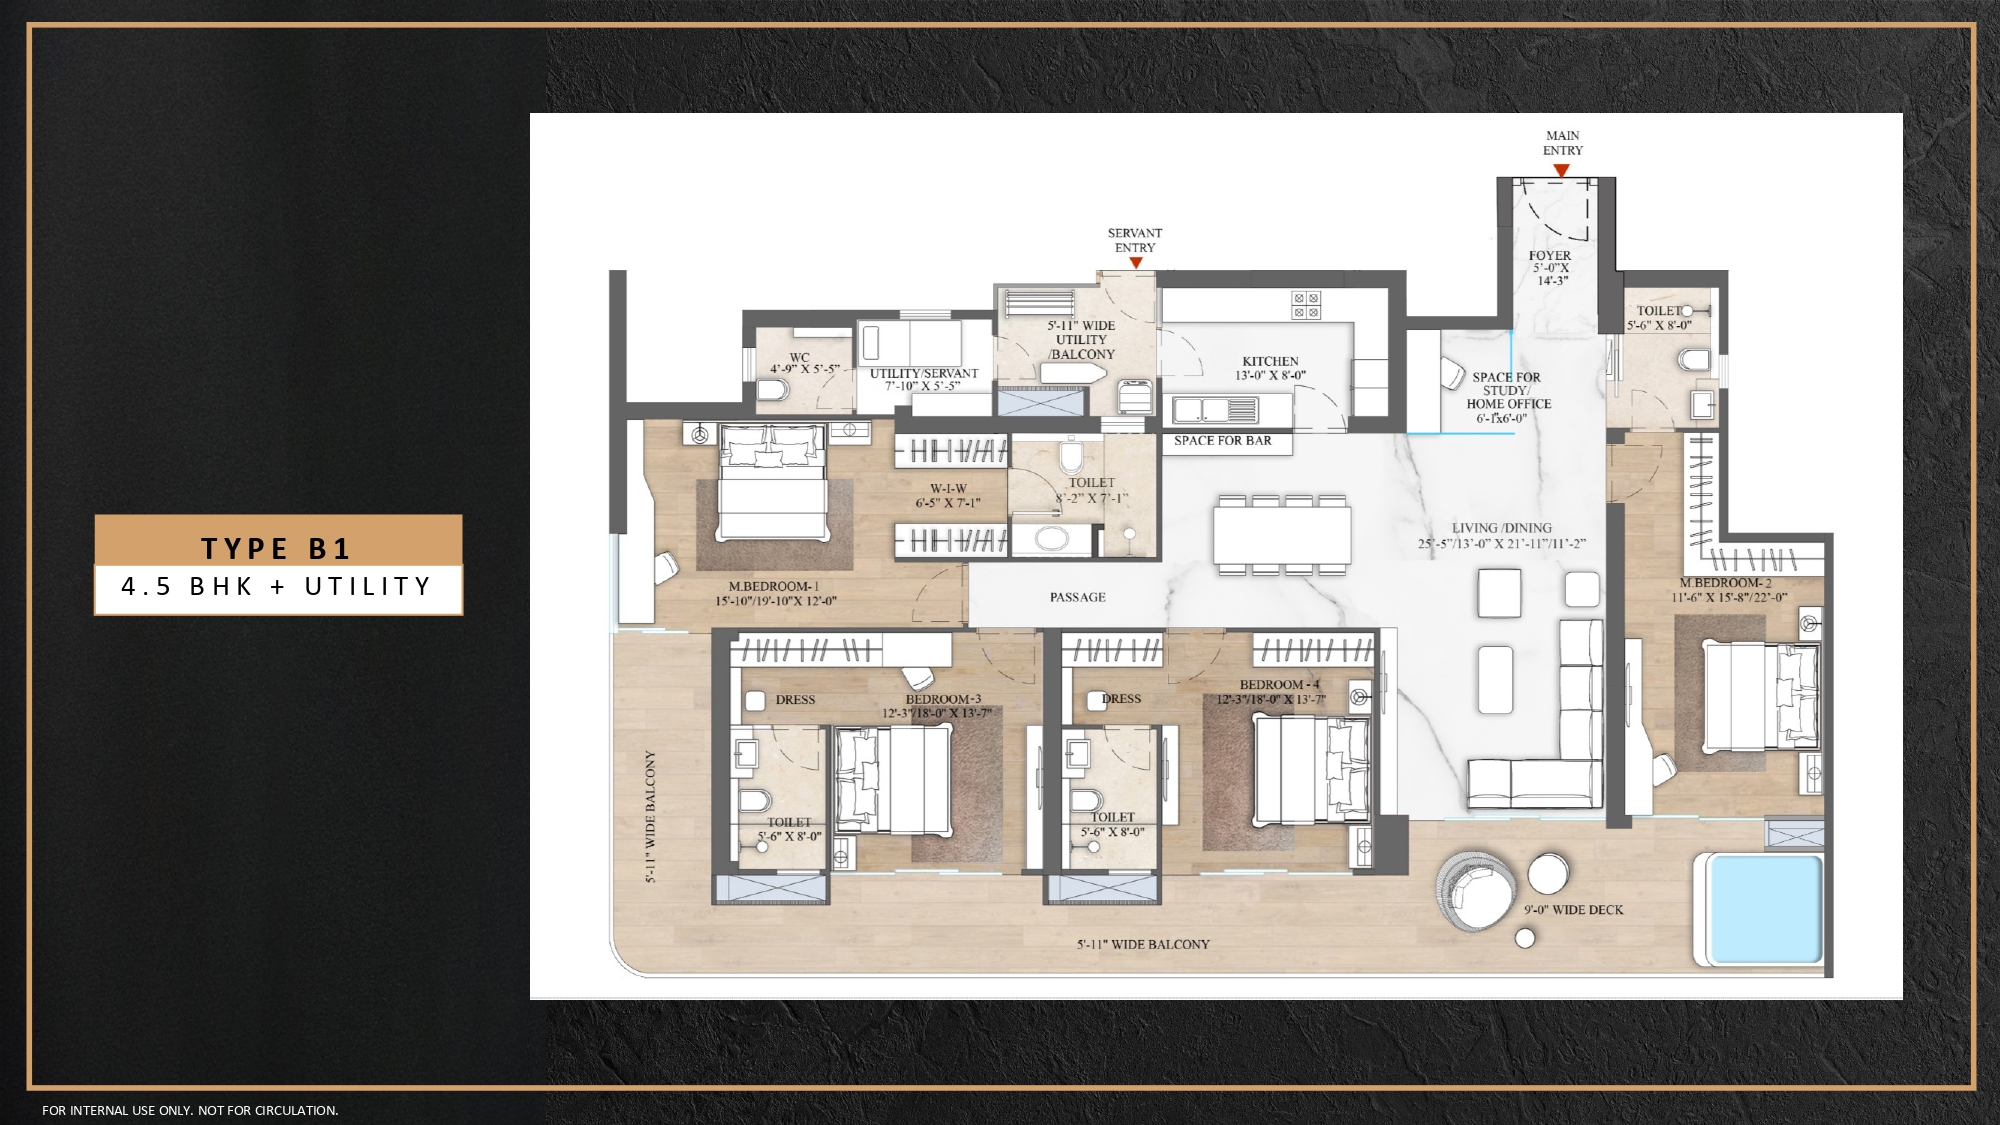 TYPE B1
4.5 BHK + UTILITY
MAIN
ENTRY
SERVANT
ENTRY
FOYER
5'-0"X
14'-3"
TOILET
5'-6" X 8'-0"
5'-11" WIDE
UTILITY
/BALCONY
WC
4'-9" X 5'-5"
UTILITY/SERVANT
7'-10" X 5'-5"
KITCHEN
13'-0" X 8'-0"
SPACE FOR
STUDY/
HOME OFFICE
6'-1"x6'-0"
SPACE FOR BAR
W-I-W
6'-5" X 7'-1"
TOILET
8'-2" X 7'-1"
LIVING /DINING
25'-5"/13'-0" X 21'-11"/11'-2"
M.BEDROOM-1
15'-10"/19'-10"X 12'-0"
PASSAGE
M.BEDROOM-2
11'-6" X 15'-8"/22'-0"
DRESS
BEDROOM-3
12'-3"/18'-0" X 13'-7"
DRESS
BEDROOM - 4
12'-3"/18'-0" X 13'-7"
TOILET
5'-6" X 8'-0"
TOILET
5'-6" X 8'-0"
5'-11" WIDE BALCONY
9'-0" WIDE DECK
5'-11" WIDE BALCONY
FOR INTERNAL USE ONLY. NOT FOR CIRCULATION.